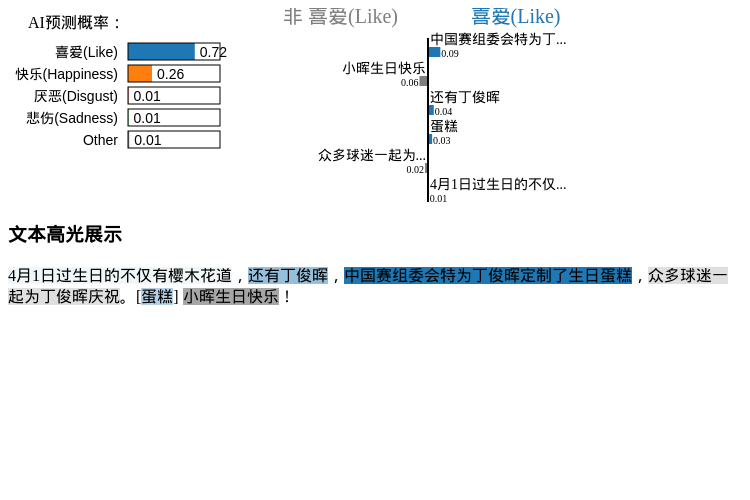 AI预测概率：
喜爱(Like) 0.72
快乐(Happiness) 0.26
厌恶(Disgust) 0.01
悲伤(Sadness) 0.01
Other 0.01
非 喜爱(Like) 喜爱(Like)
中国赛组委会特为丁...
0.09
小晖生日快乐
0.06
还有丁俊晖
0.04
蛋糕
0.03
众多球迷一起为...
0.02
4月1日过生日的不仅...
0.01
文本高光展示
4月1日过生日的不仅有樱木花道，还有丁俊晖，中国赛组委会特为丁俊晖定制了生日蛋糕，众多球迷一
起为丁俊晖庆祝。[蛋糕] 小晖生日快乐！